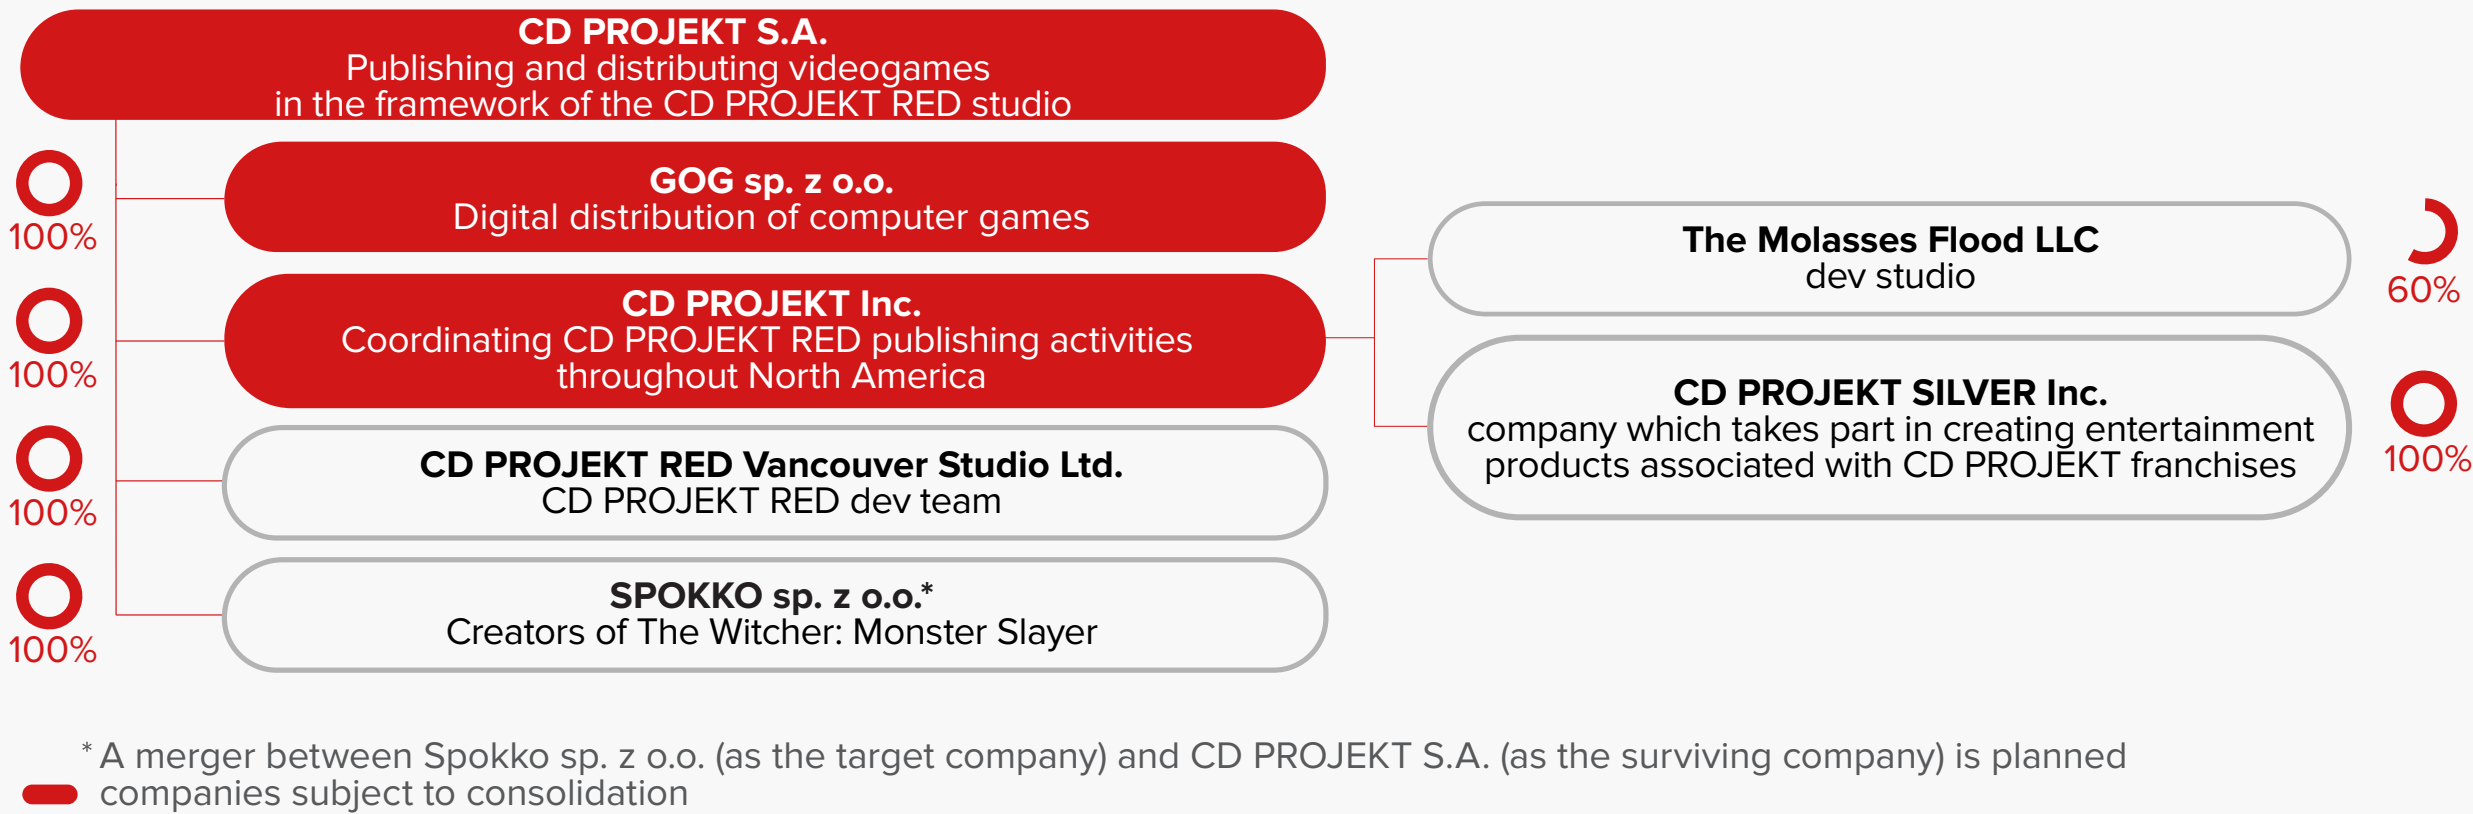 CD PROJEKT S.A.
Publishing and distributing videogames
in the framework of the CD PROJEKT RED studio
100%
GOG sp. z o.o.
Digital distribution of computer games
100%
CD PROJEKT Inc.
Coordinating CD PROJEKT RED publishing activities
throughout North America
100%
CD PROJEKT RED Vancouver Studio Ltd.
CD PROJEKT RED dev team
100%
SPOKKO sp. z o.o.*
Creators of The Witcher: Monster Slayer
The Molasses Flood LLC
dev studio
60%
CD PROJEKT SILVER Inc.
company which takes part in creating entertainment
products associated with CD PROJEKT franchises
100%
* A merger between Spokko sp. z o.o. (as the target company) and CD PROJEKT S.A. (as the surviving company) is planned
companies subject to consolidation